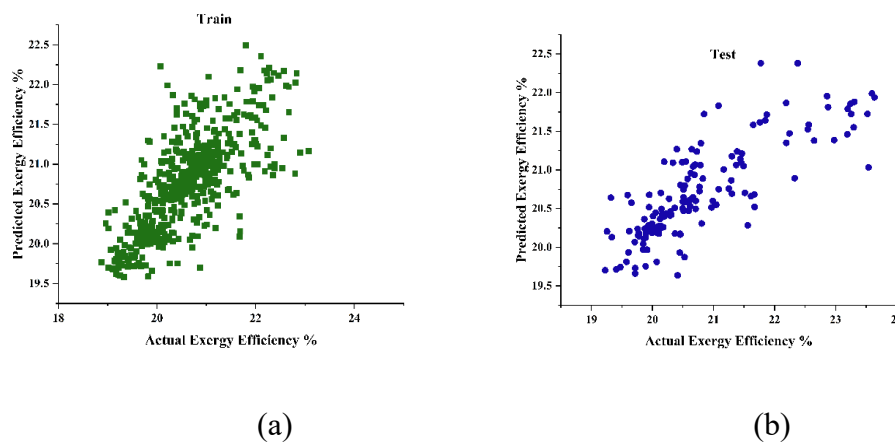 Train
22.5
22.0
21.5
21.0
20.5
20.0
19.5
Predicted Exergy Efficiency %
18 20 22 24
Actual Exergy Efficiency %
(a)
Test
22.5
22.0
21.5
21.0
20.5
20.0
19.5
Predicted Exergy Efficiency %
19 20 21 22 23
Actual Exergy Efficiency %
(b)